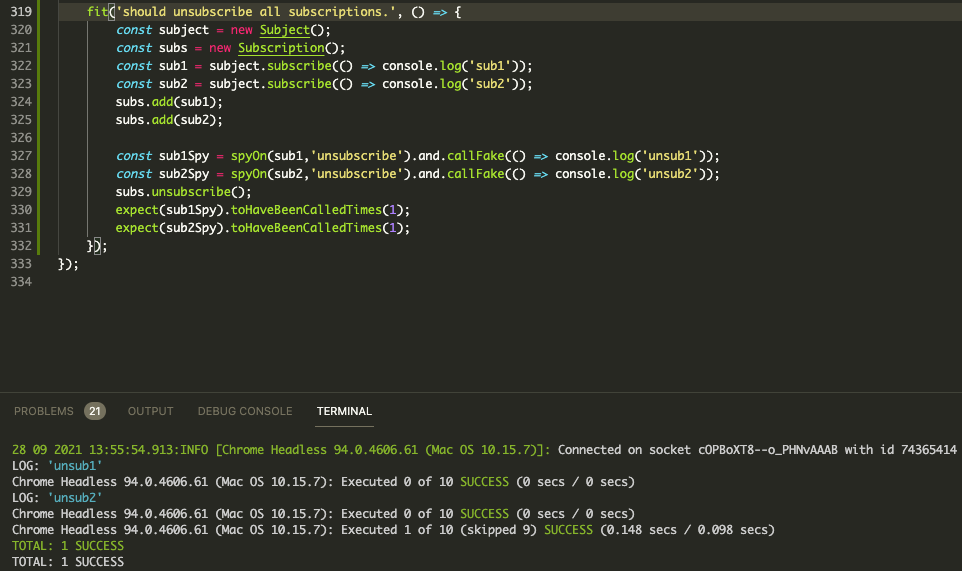 319 fit('should unsubscribe all subscriptions.', () => {
320 const subject = new Subject();
321 const subs = new Subscription();
322 const sub1 = subject.subscribe(() => console.log('sub1'));
323 const sub2 = subject.subscribe(() => console.log('sub2'));
324 subs.add(sub1);
325 subs.add(sub2);
326
327 const sub1Spy = spyOn(sub1,'unsubscribe').and.callFake(() => console.log('unsub1'));
328 const sub2Spy = spyOn(sub2,'unsubscribe').and.callFake(() => console.log('unsub2'));
329 subs.unsubscribe();
330 expect(sub1Spy).toHaveBeenCalledTimes(1);
331 expect(sub2Spy).toHaveBeenCalledTimes(1);
332 });
333 });
334
PROBLEMS 21 OUTPUT DEBUG CONSOLE TERMINAL
28 09 2021 13:55:54.913:INFO [Chrome Headless 94.0.4606.61 (Mac OS 10.15.7)]: Connected on socket cOPBoXT8--o_PHNvAAAB with id 74365414
LOG: 'unsub1'
Chrome Headless 94.0.4606.61 (Mac OS 10.15.7): Executed 0 of 10 SUCCESS (0 secs / 0 secs)
LOG: 'unsub2'
Chrome Headless 94.0.4606.61 (Mac OS 10.15.7): Executed 0 of 10 SUCCESS (0 secs / 0 secs)
Chrome Headless 94.0.4606.61 (Mac OS 10.15.7): Executed 1 of 10 (skipped 9) SUCCESS (0.148 secs / 0.098 secs)
TOTAL: 1 SUCCESS
TOTAL: 1 SUCCESS